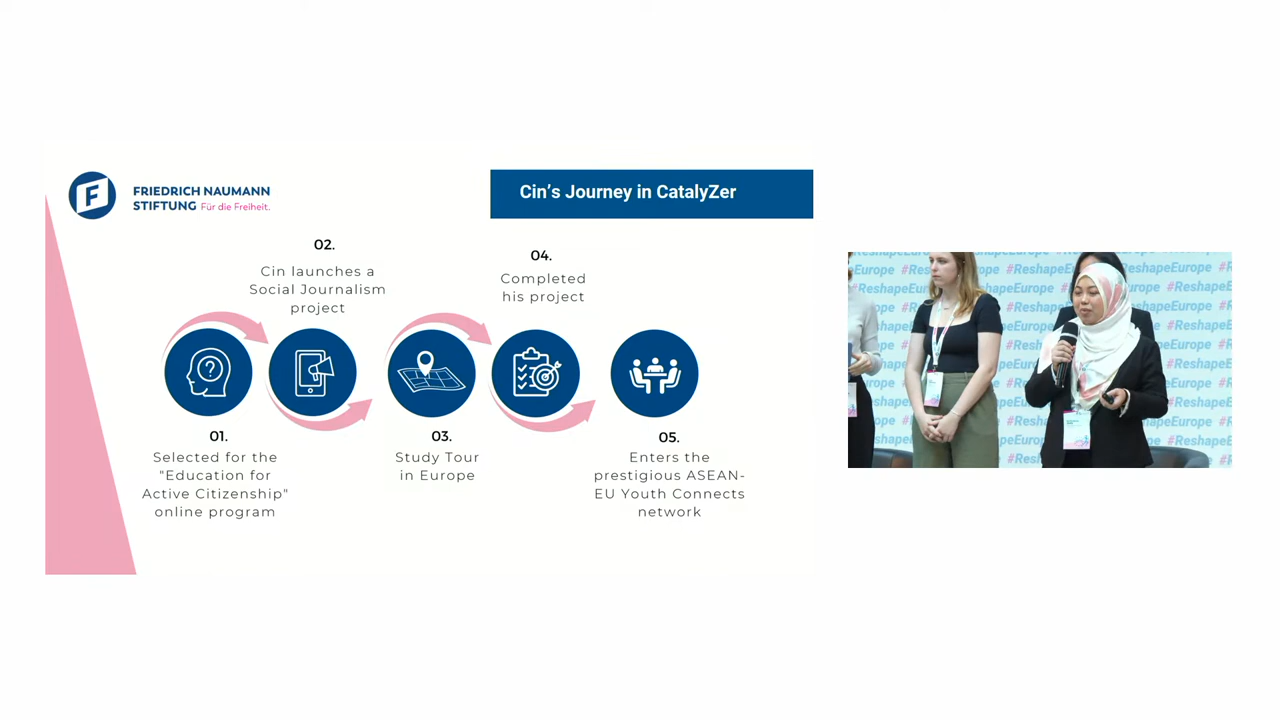 FRIEDRICH NAUMANN
STIFTUNG Für die Freiheit.
Cin's Journey in CatalyZer
02.
Cin launches a
Social Journalism
project
04.
Completed
his project
01.
Selected for the
"Education for
Active Citizenship"
online program
03.
Study Tour
in Europe
05.
Enters the
prestigious ASEAN-
EU Youth Connects
network
Europe #ReshapeEurope
#ReshapeEurope
#ReshapeEurope